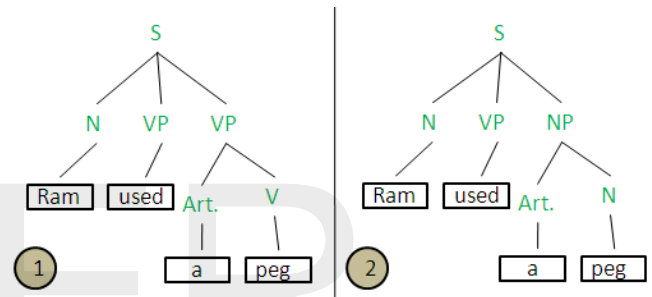 S
N VP VP
Ram used Art. V
a peg
1
S
N VP NP
Ram used Art. N
a peg
2